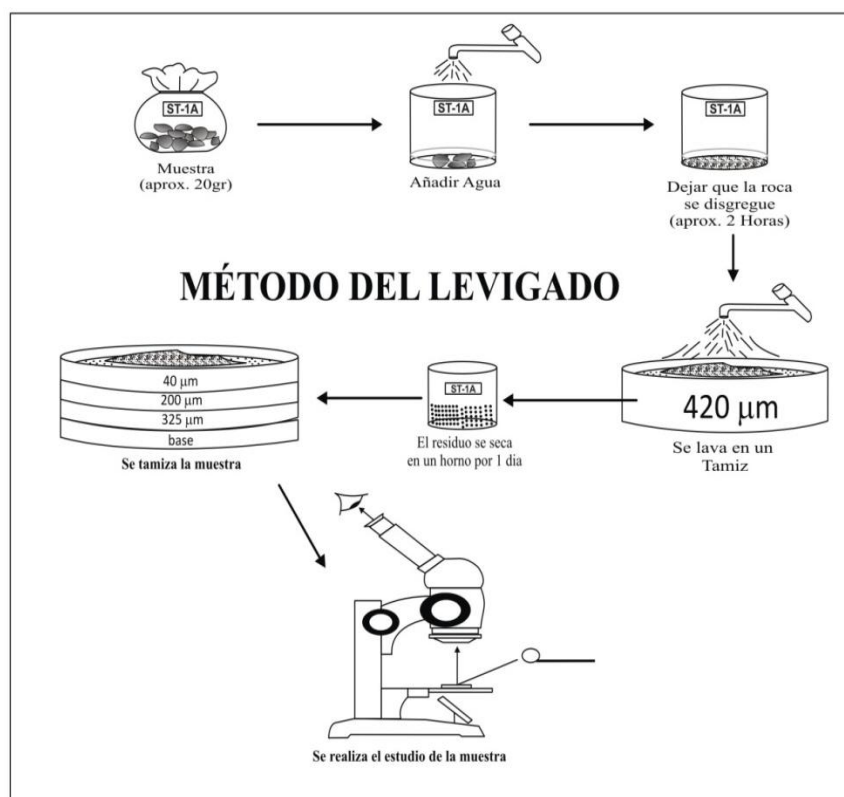 ST-1A
Muestra
(aprox. 20gr)
ST-1A
Añadir Agua
ST-1A
Dejar que la roca
se disgregue
(aprox. 2 Horas)
MÉTODO DEL LEVIGADO
420 µm
Se lava en un
Tamiz
ST-1A
El residuo se seca
en un horno por 1 dia
40 µm
200 µm
325 µm
base
Se tamiza la muestra
Se realiza el estudio de la muestra